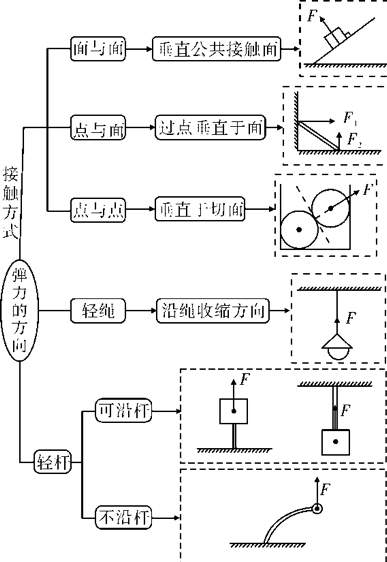 F
面与面
垂直公共接触面
点与面
过点垂直于面
F₁
F₂
接触方式
点与点
垂直于切面
F
弹力的方向
轻绳
沿绳收缩方向
F
可沿杆
F
F
轻杆
不沿杆
F